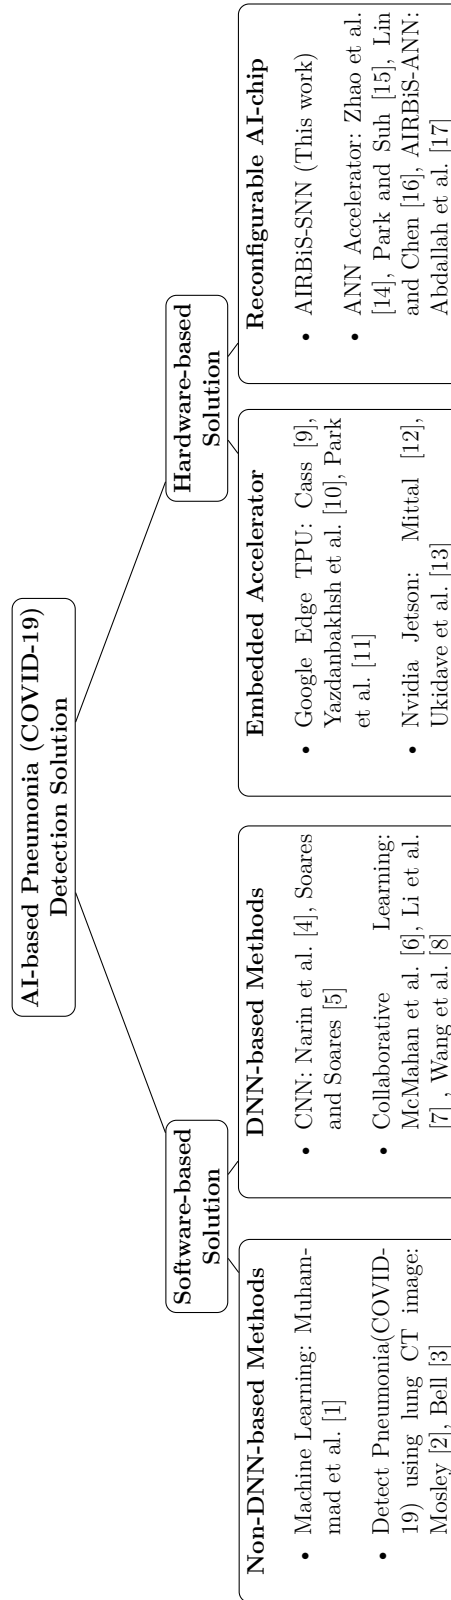 AI-based Pneumonia (COVID-19)
Detection Solution
Software-based
Solution
Hardware-based
Solution
Non-DNN-based Methods
• Machine Learning: Muham-
mad et al. [1]
• Detect Pneumonia(COVID-
19) using lung CT image:
Mosley [2], Bell [3]
DNN-based Methods
• CNN: Narin et al. [4], Soares
and Soares [5]
• Collaborative Learning:
McMahan et al. [6], Li et al.
[7] , Wang et al. [8]
Embedded Accelerator
• Google Edge TPU: Cass [9],
Yazdanbakhsh et al. [10], Park
et al. [11]
• Nvidia Jetson: Mittal [12],
Ukidave et al. [13]
Reconfigurable AI-chip
• AIRBiS-SNN (This work)
• ANN Accelerator: Zhao et al.
[14], Park and Suh [15], Lin
and Chen [16], AIRBiS-ANN:
Abdallah et al. [17]